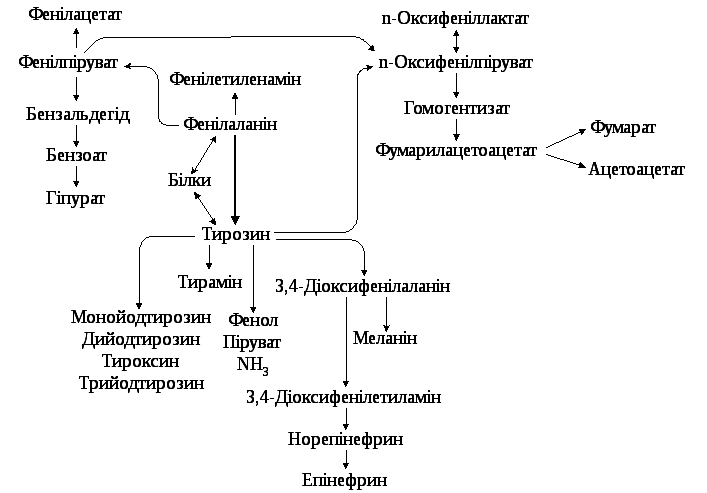 Фенілацетат
n-Оксифеніллактат
Фенілпіруват
n-Оксифенілпіруват
Фенілетиленамін
Бензальдегід
Гомогентизат
Фенілаланін
Фумарат
Бензоат
Фумарилацетоацетат
Ацетоацетат
Білки
Гіпурат
Тирозин
Тирамін
3,4-Діоксифенілаланін
Монойодтирозин
Дийодтирозин
Тироксин
Трийодтирозин
Фенол
Піруват
NH3
Меланін
3,4-Діоксифенілетиламін
Норепінефрин
Епінефрин